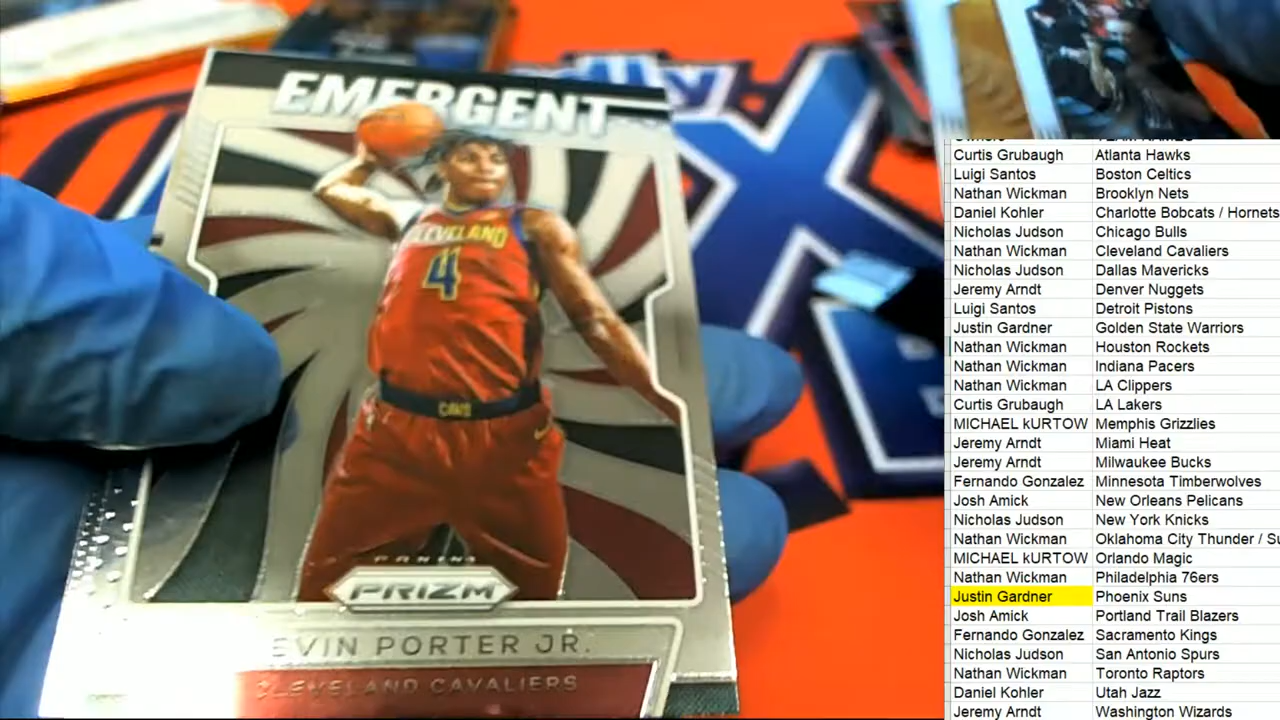 EMERGENT
CLEVELAND
4
CAVS
PANINI
PRIZM
EVIN PORTER JR.
CLEVELAND CAVALIERS
Curtis Grubaugh Atlanta Hawks
Luigi Santos Boston Celtics
Nathan Wickman Brooklyn Nets
Daniel Kohler Charlotte Bobcats / Hornets
Nicholas Judson Chicago Bulls
Nathan Wickman Cleveland Cavaliers
Nicholas Judson Dallas Mavericks
Jeremy Arndt Denver Nuggets
Luigi Santos Detroit Pistons
Justin Gardner Golden State Warriors
Nathan Wickman Houston Rockets
Nathan Wickman Indiana Pacers
Nathan Wickman LA Clippers
Curtis Grubaugh LA Lakers
MICHAEL kURTOW Memphis Grizzlies
Jeremy Arndt Miami Heat
Jeremy Arndt Milwaukee Bucks
Fernando Gonzalez Minnesota Timberwolves
Josh Amick New Orleans Pelicans
Nicholas Judson New York Knicks
Nathan Wickman Oklahoma City Thunder / Su
MICHAEL kURTOW Orlando Magic
Nathan Wickman Philadelphia 76ers
Justin Gardner Phoenix Suns
Josh Amick Portland Trail Blazers
Fernando Gonzalez Sacramento Kings
Nicholas Judson San Antonio Spurs
Nathan Wickman Toronto Raptors
Daniel Kohler Utah Jazz
Jeremy Arndt Washington Wizards